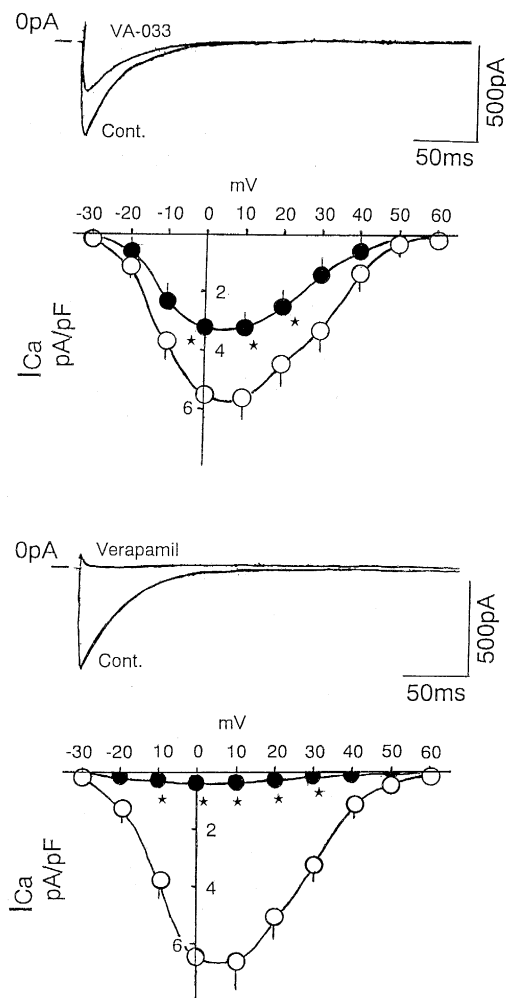 0pA
VA-033
Cont.
500pA
50ms
mV
-30 -20 -10 0 10 20 30 40 50 60
2
4
6
ICa
pA/pF
★ ★ ★
0pA
Verapamil
Cont.
500pA
50ms
mV
-30 -20 -10 0 10 20 30 40 50 60
★ ★ ★ ★ ★
2
4
6
ICa
pA/pF